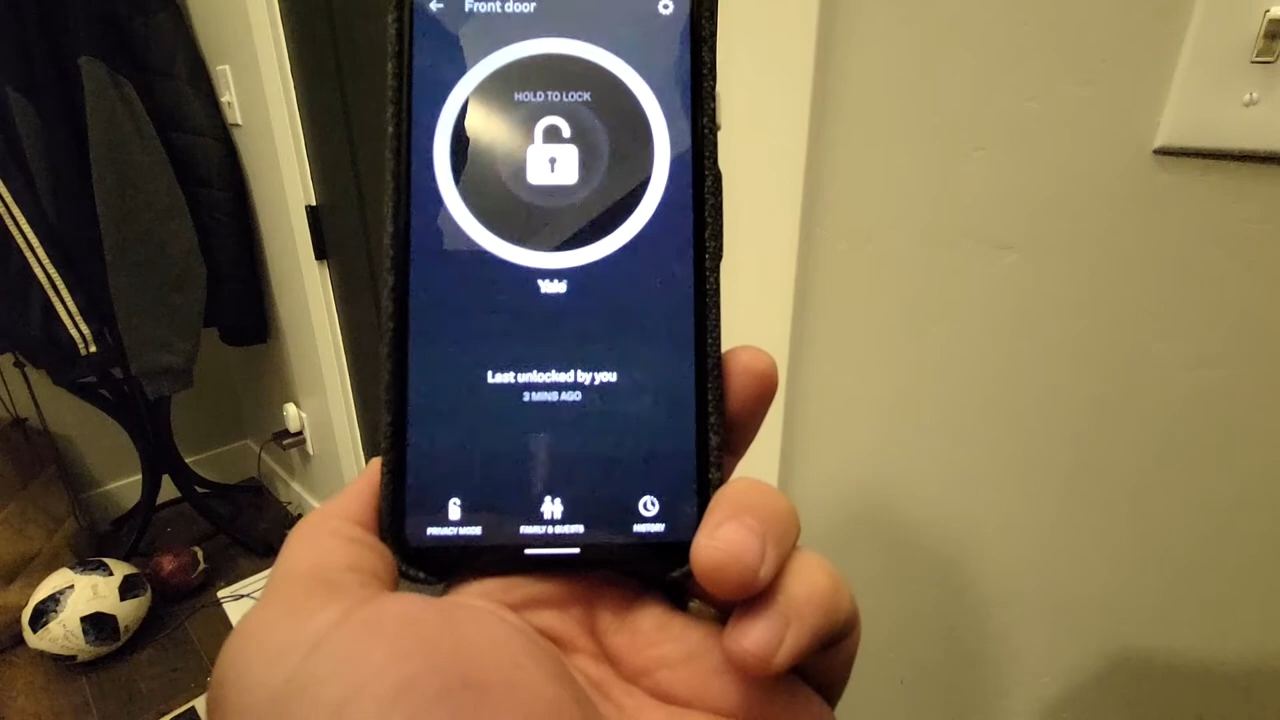 Front door
HOLD TO LOCK
Yale
Last unlocked by you
3 MINS AGO
PRIVACY MODE
FAMILY & GUESTS
HISTORY